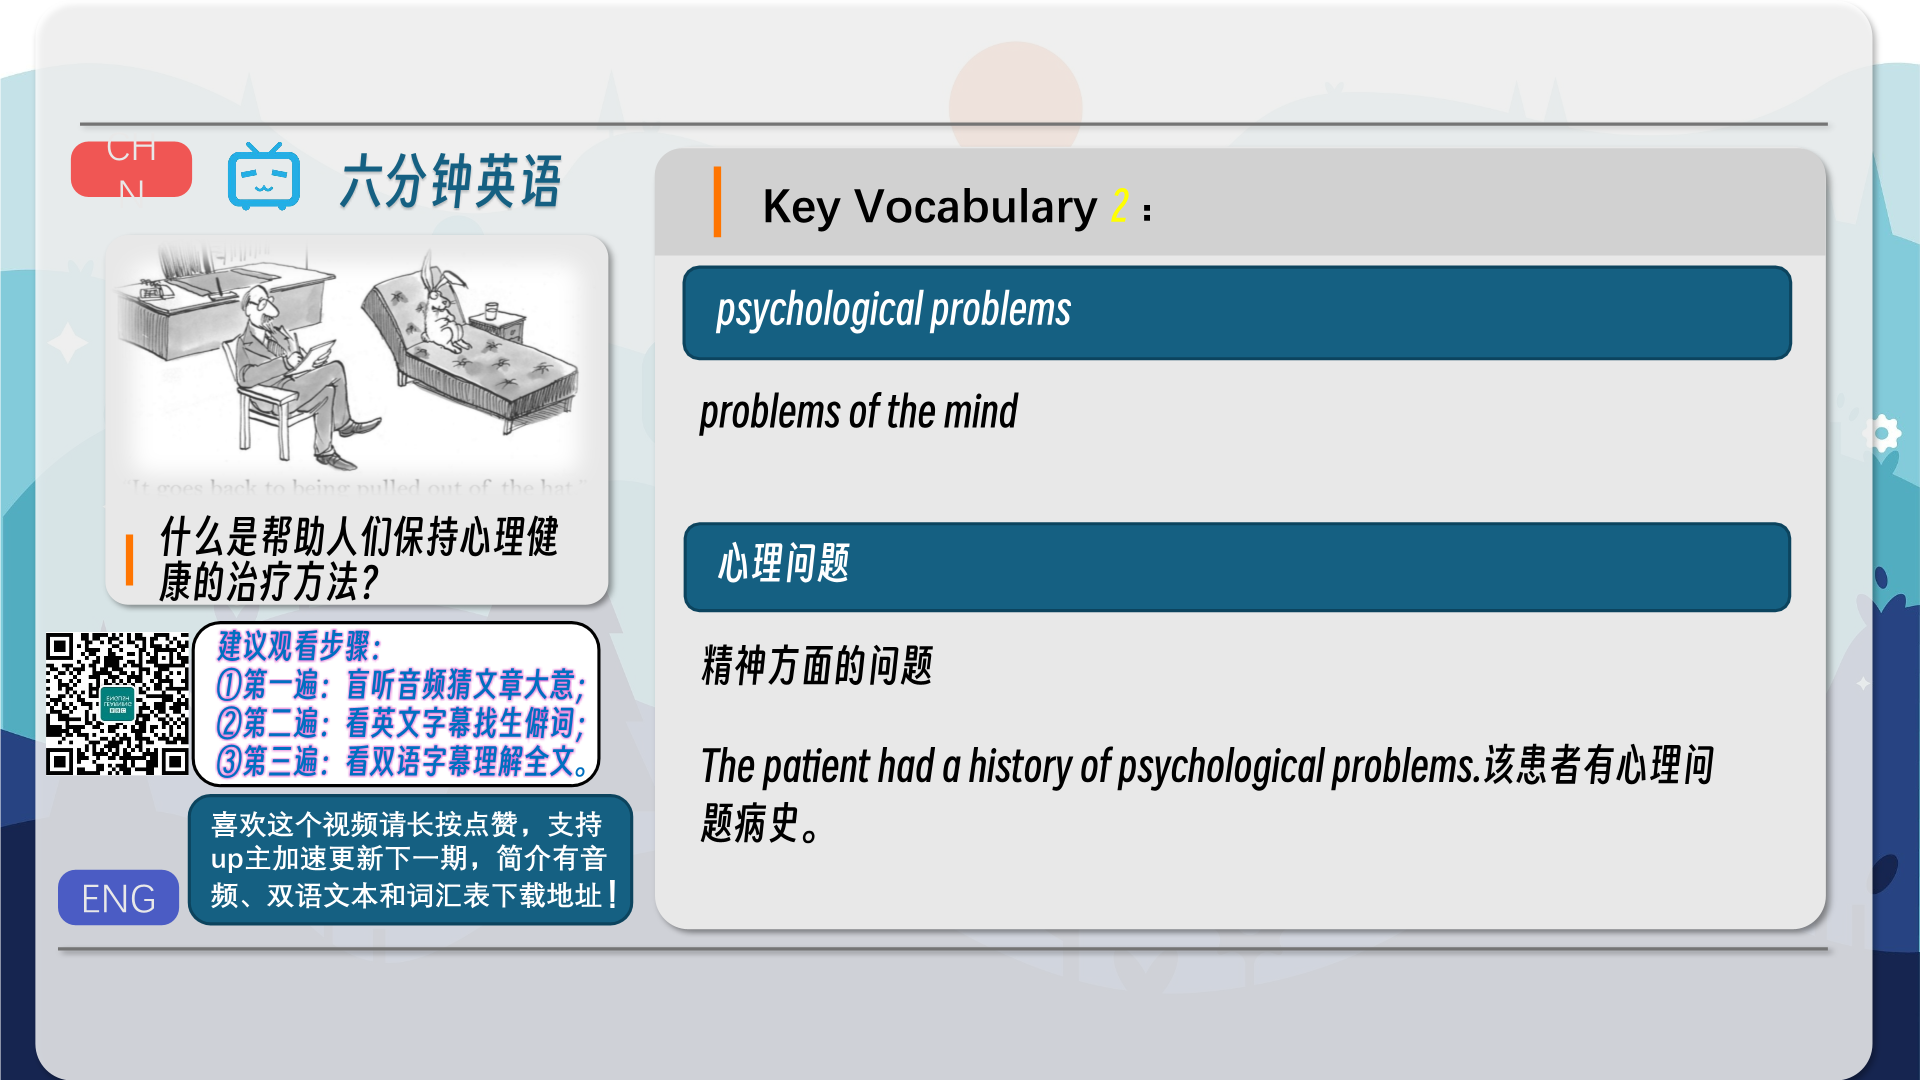 CH
N
六分钟英语
"It goes back to being pulled out of the hat."
什么是帮助人们保持心理健
康的治疗方法？
建议观看步骤：
①第一遍：盲听音频猜文章大意；
②第二遍：看英文字幕找生僻词；
③第三遍：看双语字幕理解全文。
喜欢这个视频请长按点赞，支持
up主加速更新下一期，简介有音
频、双语文本和词汇表下载地址！
ENG
Key Vocabulary 2：
psychological problems
problems of the mind
心理问题
精神方面的问题
The patient had a history of psychological problems.该患者有心理问
题病史。